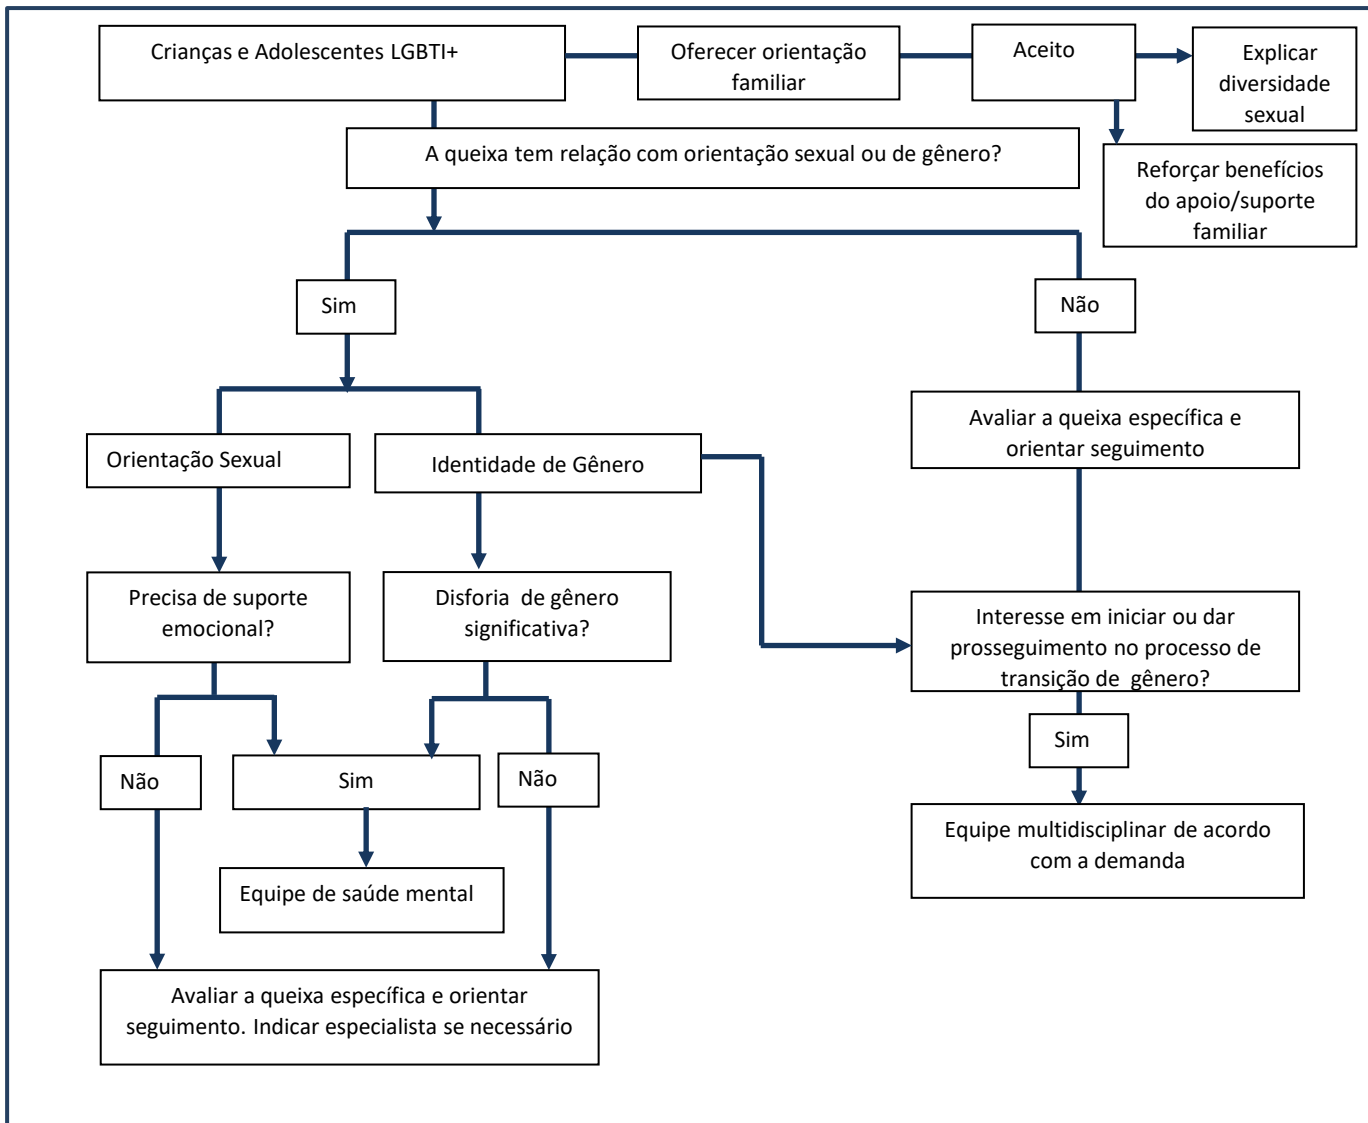 Crianças e Adolescentes LGBTI+
Oferecer orientação
familiar
Aceito
Explicar
diversidade
sexual
A queixa tem relação com orientação sexual ou de gênero?
Reforçar benefícios
do apoio/suporte
familiar
Sim
Não
Orientação Sexual
Identidade de Gênero
Avaliar a queixa específica e
orientar seguimento
Precisa de suporte
emocional?
Disforia de gênero
significativa?
Interesse em iniciar ou dar
prosseguimento no processo de
transição de gênero?
Não
Sim
Não
Sim
Equipe de saúde mental
Equipe multidisciplinar de acordo
com a demanda
Avaliar a queixa específica e orientar
seguimento. Indicar especialista se necessário